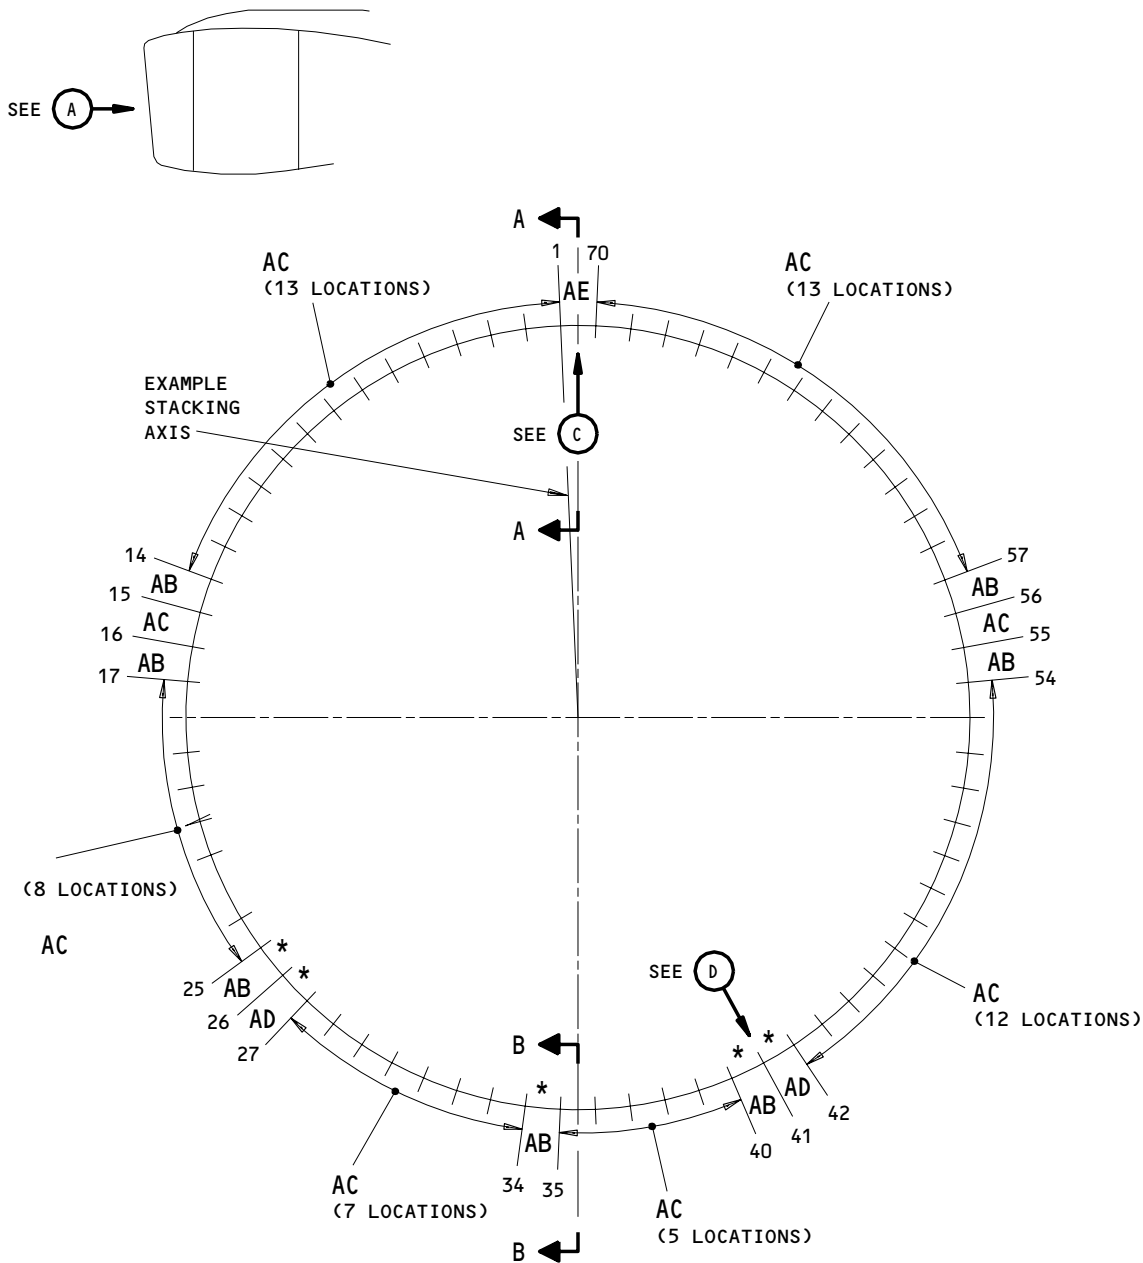 SEE A
A
1 70
AC
(13 LOCATIONS)
AE
AC
(13 LOCATIONS)
EXAMPLE
STACKING
AXIS
SEE C
A
14
AB
15
AC
16
AB
17
57
AB
56
AC
55
AB
54
(8 LOCATIONS)
AC
*
*
25
AB
26
AD
27
SEE D
AC
(12 LOCATIONS)
B
*
*
*
AB
AD
42
41
40
AB
34
35
AC
(7 LOCATIONS)
AC
(5 LOCATIONS)
B